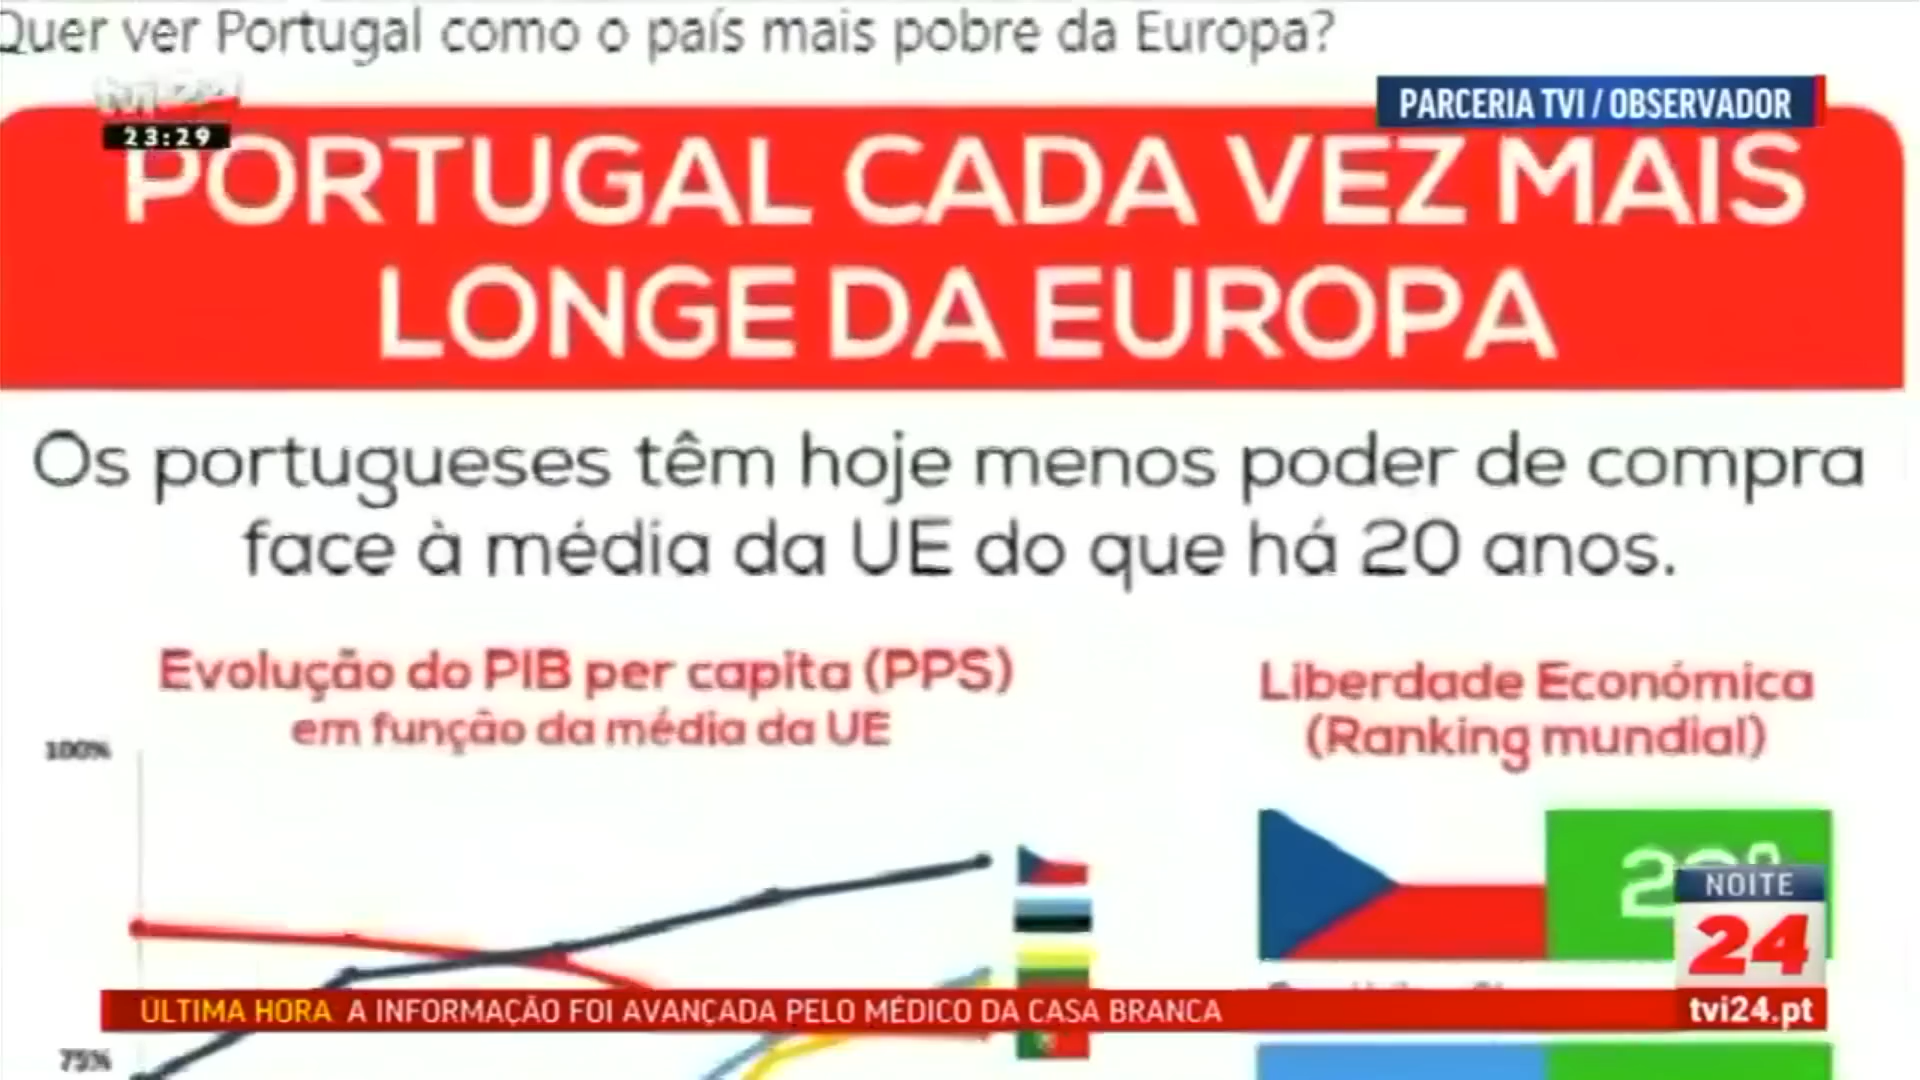 Quer ver Portugal como o país mais pobre da Europa?
PARCERIA TVI / OBSERVADOR
23:29
PORTUGAL CADA VEZ MAIS
LONGE DA EUROPA
Os portugueses têm hoje menos poder de compra
face à média da UE do que há 20 anos.
Evolução do PIB per capita (PPS)
em função da média da UE
100%
75%
Liberdade Económica
(Ranking mundial)
NOITE
24
tvi24.pt
ÚLTIMA HORA A INFORMAÇÃO FOI AVANÇADA PELO MÉDICO DA CASA BRANCA